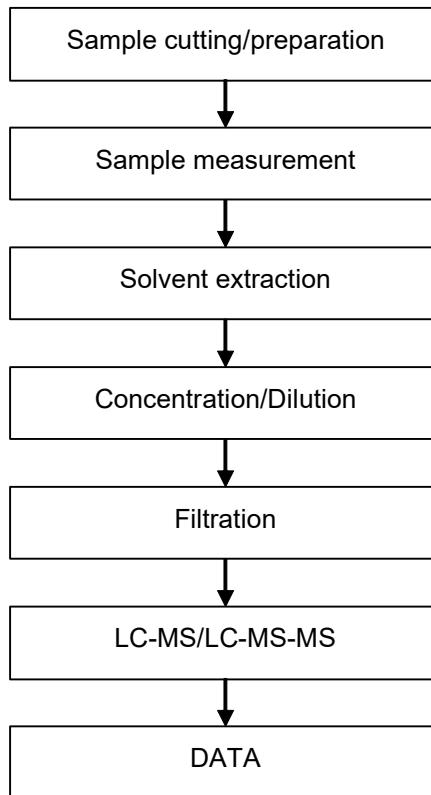 Sample cutting/preparation
Sample measurement
Solvent extraction
Concentration/Dilution
Filtration
LC-MS/LC-MS-MS
DATA